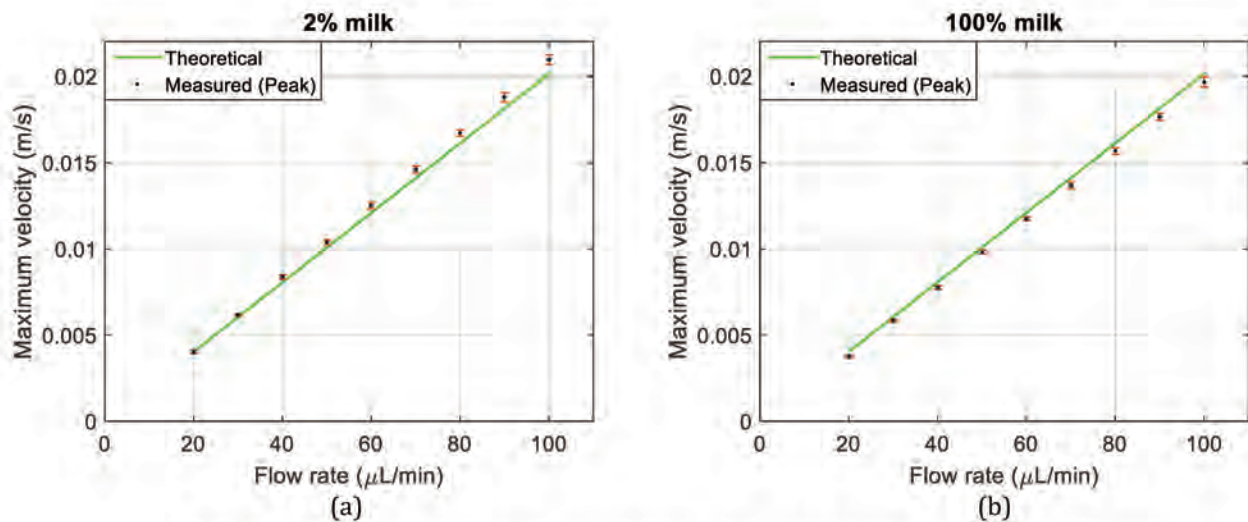 2% milk
Theoretical
Measured (Peak)
0.02
0.015
0.01
0.005
0
Maximum velocity (m/s)
0 20 40 60 80 100
Flow rate (μL/min)
(a)
100% milk
Theoretical
Measured (Peak)
0.02
0.015
0.01
0.005
0
Maximum velocity (m/s)
0 20 40 60 80 100
Flow rate (μL/min)
(b)